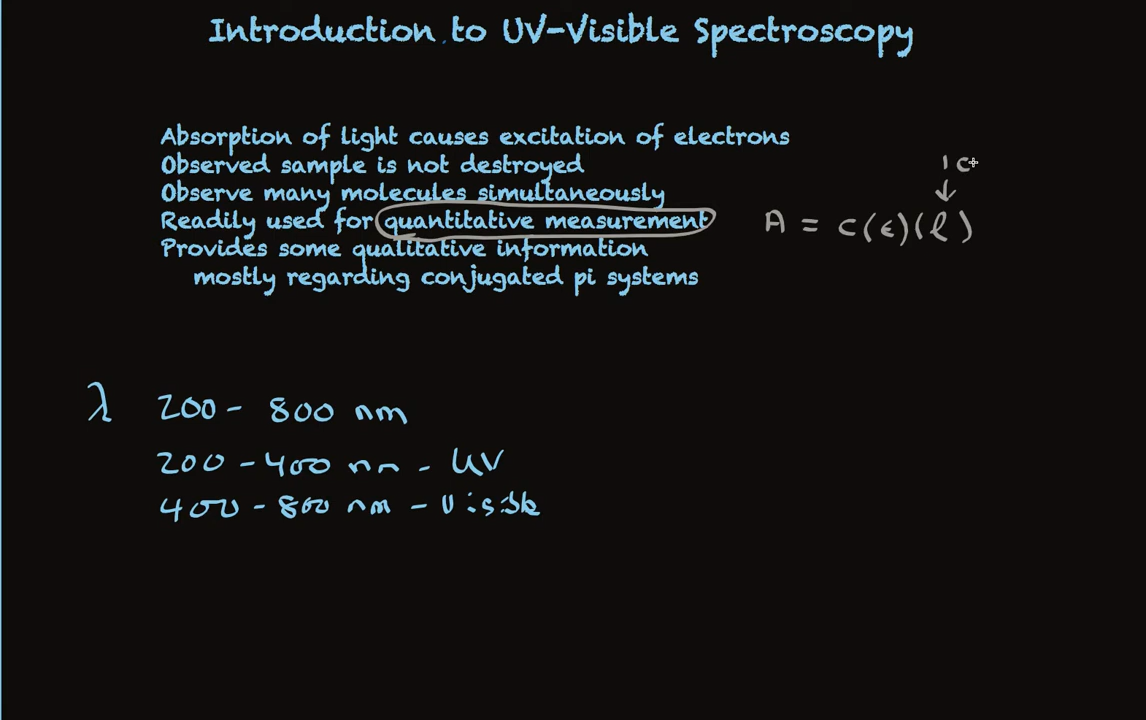 Introduction to UV-Visible Spectroscopy
Absorption of light causes excitation of electrons
Observed sample is not destroyed
Observe many molecules simultaneously
Readily used for quantitative measurement
Provides some qualitative information
mostly regarding conjugated pi systems
1 c
↓
A = c(ϵ)(l)
λ 200 - 800 nm
200 - 400 nn - UV
400 - 800 nm - Visible